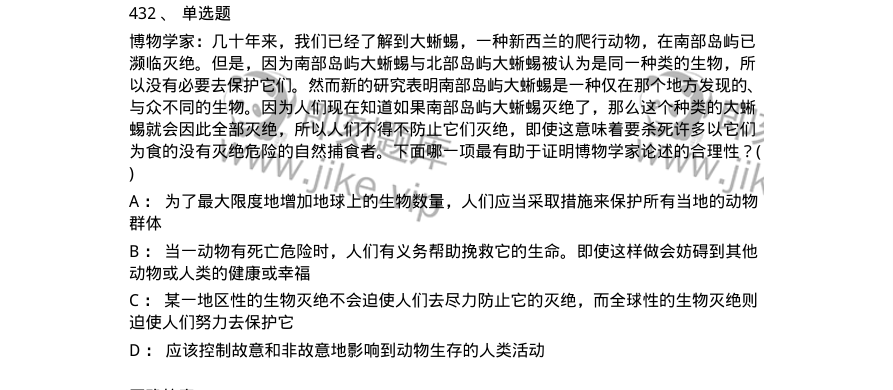 432 、 单选题
博物学家：几十年来，我们已经了解到大蜥蜴，一种新西兰的爬行动物，在南部岛屿已
濒临灭绝。但是，因为南部岛屿大蜥蜴与北部岛屿大蜥蜴被认为是同一种类的生物，所
以没有必要去保护它们。然而新的研究表明南部岛屿大蜥蜴是一种仅在那个地方发现的、
与众不同的生物。因为人们现在知道如果南部岛屿大蜥蜴灭绝了，那么这个种类的大蜥
蜴就会因此全部灭绝，所以人们不得不防止它们灭绝，即使这意味着要杀死许多以它们
为食的没有灭绝危险的自然捕食者。下面哪一项最有助于证明博物学家论述的合理性？(
)
A ： 为了最大限度地增加地球上的生物数量，人们应当采取措施来保护所有当地的动物
群体
B ： 当一动物有死亡危险时，人们有义务帮助挽救它的生命。即使这样做会妨碍到其他
动物或人类的健康或幸福
C ： 某一地区性的生物灭绝不会迫使人们去尽力防止它的灭绝，而全球性的生物灭绝则
迫使人们努力去保护它
D ： 应该控制故意和非故意地影响到动物生存的人类活动
即刻题库
www.jike.vip